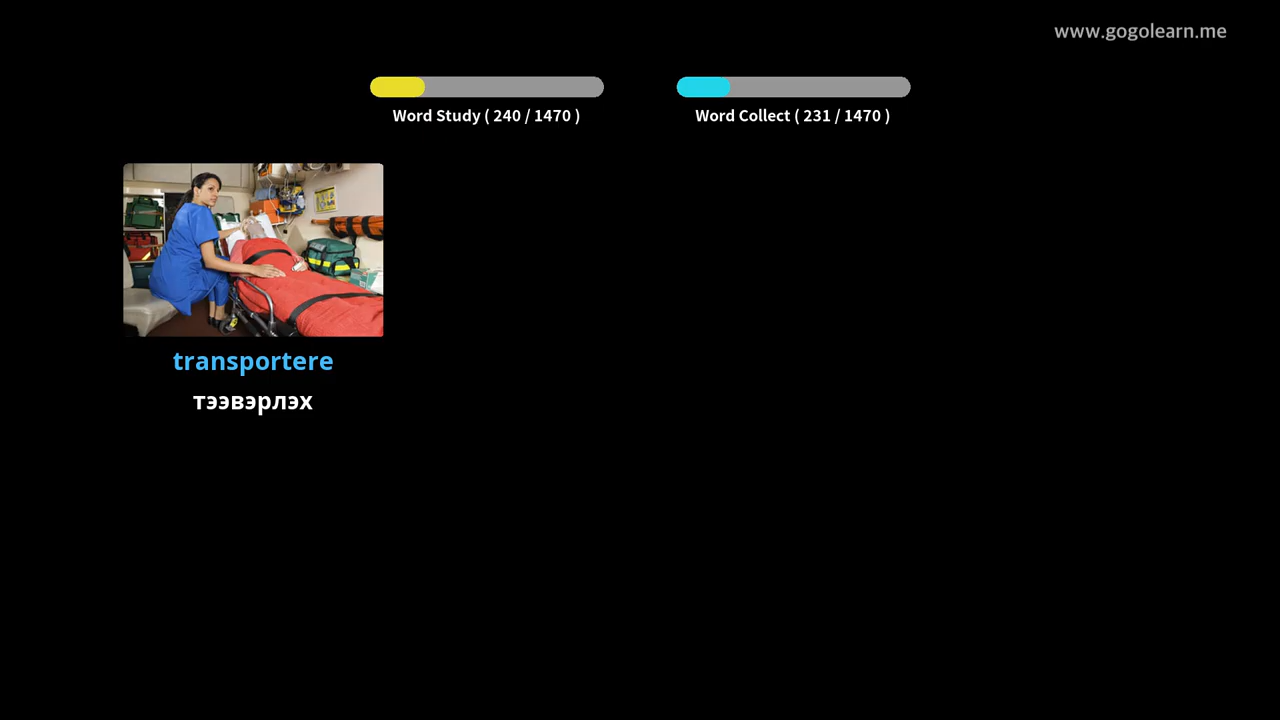 www.gogolearn.me
Word Study ( 240 / 1470 )
Word Collect ( 231 / 1470 )
transportere
тээвэрлэх